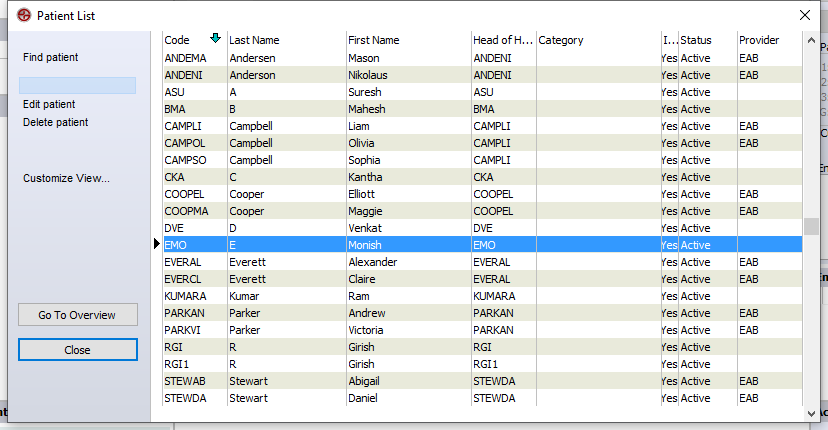 Patient List
Find patient
Edit patient
Delete patient
Customize View...
Go To Overview
Close
Code Last Name First Name Head of H... Category I... Status Provider
ANDEMA Andersen Mason ANDENI Yes Active EAB
ANDENI Anderson Nikolaus ANDENI Yes Active EAB
ASU A Suresh ASU Yes Active
BMA B Mahesh BMA Yes Active
CAMPLI Campbell Liam CAMPLI Yes Active EAB
CAMPOL Campbell Olivia CAMPLI Yes Active EAB
CAMPSO Campbell Sophia CAMPLI Yes Active
CKA C Kantha CKA Yes Active
COOPEL Cooper Elliott COOPEL Yes Active EAB
COOPMA Cooper Maggie COOPEL Yes Active EAB
DVE D Venkat DVE Yes Active
EMO E Monish EMO Yes Active
EVERAL Everett Alexander EVERAL Yes Active EAB
EVERCL Everett Claire EVERAL Yes Active EAB
KUMARA Kumar Ram KUMARA Yes Active
PARKAN Parker Andrew PARKAN Yes Active EAB
PARKVI Parker Victoria PARKAN Yes Active EAB
RGI R Girish RGI Yes Active
RGI1 R Girish RGI1 Yes Active
STEWAB Stewart Abigail STEWDA Yes Active EAB
STEWDA Stewart Daniel STEWDA Yes Active EAB